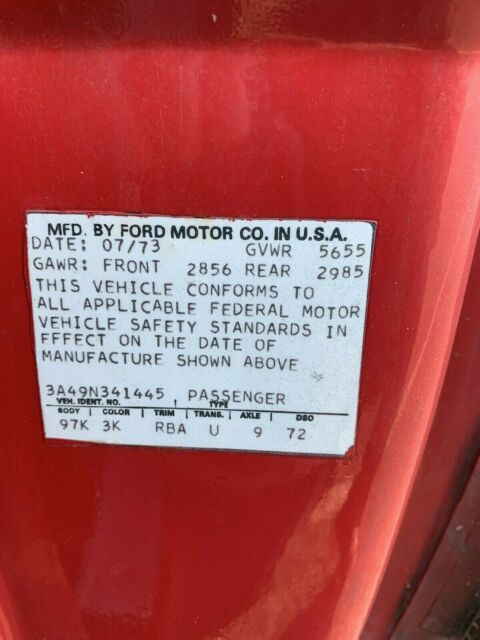 MFD. BY FORD MOTOR CO. IN U.S.A.
DATE: 07/73 GVWR 5655
GAWR: FRONT 2856 REAR 2985
THIS VEHICLE CONFORMS TO
ALL APPLICABLE FEDERAL MOTOR
VEHICLE SAFETY STANDARDS IN
EFFECT ON THE DATE OF
MANUFACTURE SHOWN ABOVE
3A49N341445, PASSENGER
VEH. IDENT. NO. TYPE
BODY | COLOR | TRIM | TRANS. | AXLE | DSO
97K 3K RBA U 9 72